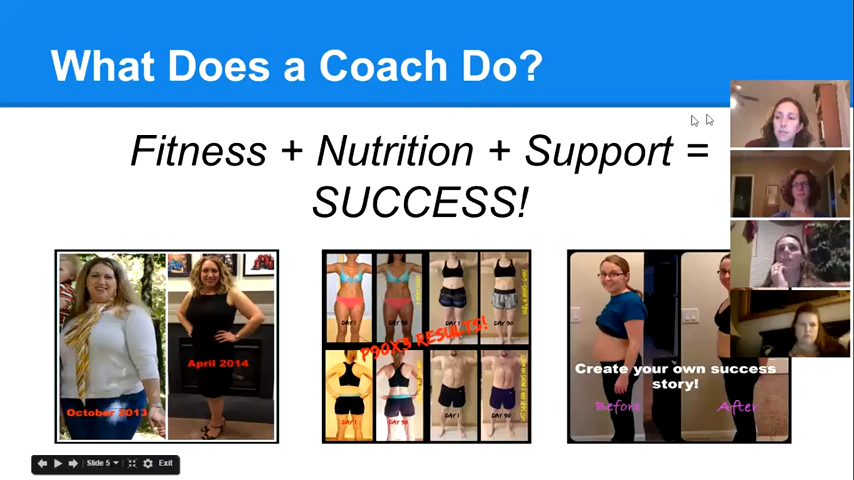 What Does a Coach Do?
Fitness + Nutrition + Support =
SUCCESS!
October 2013
April 2014
DAY 1
DAY 90
DAY 1
DAY 90
P90X3 RESULTS!
DAY 1
DAY 90
DAY 1
DAY 90
Create your own success
story!
Before
After
Slide 5
Exit